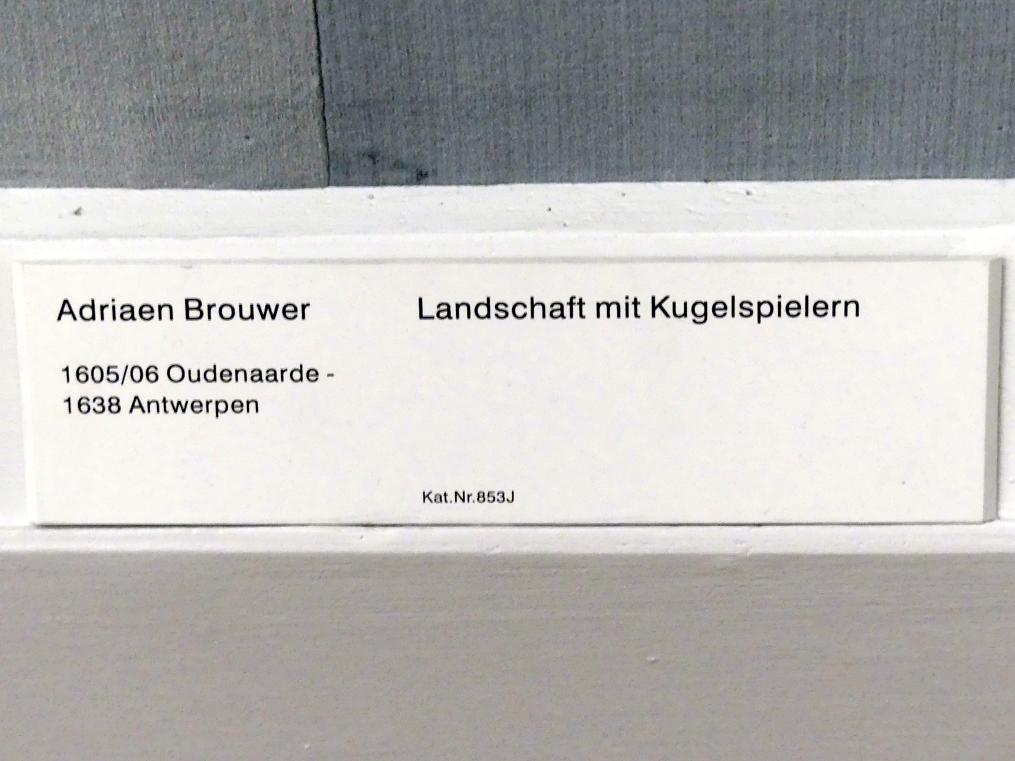 Adriaen Brouwer
1605/06 Oudenaarde -
1638 Antwerpen
Landschaft mit Kugelspielern
Kat.Nr.853J